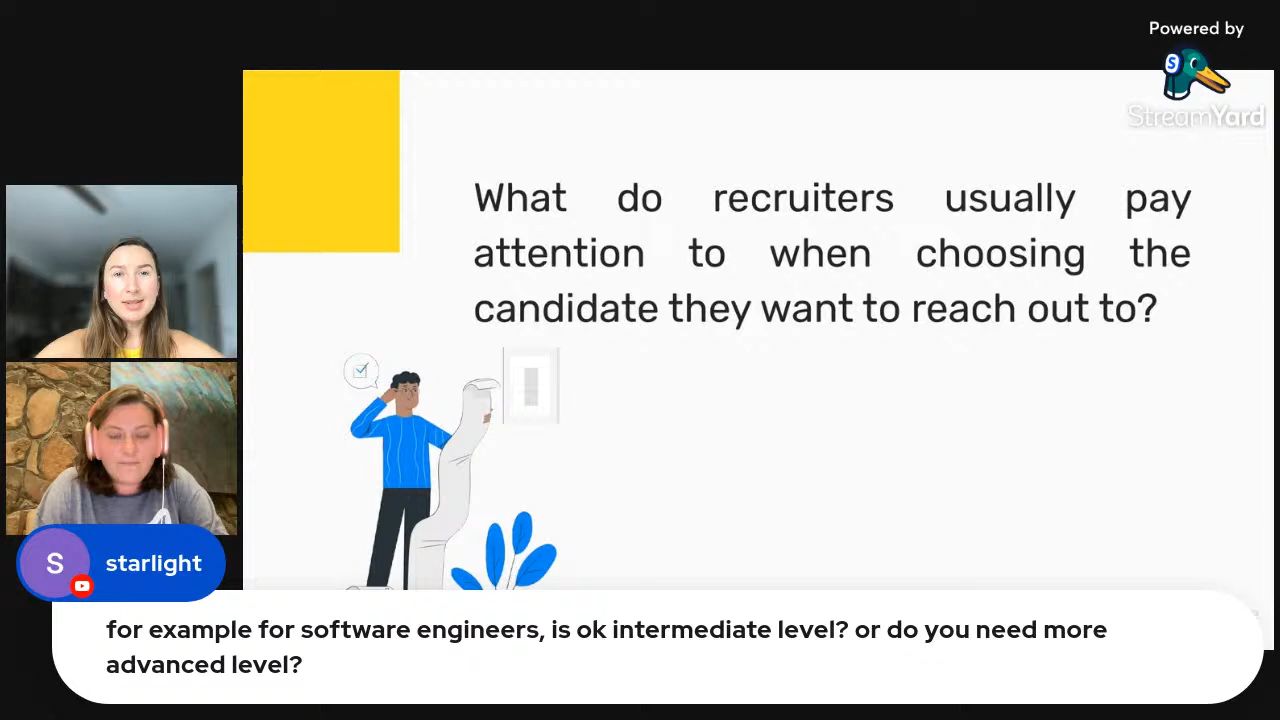 Powered by
StreamYard
What do recruiters usually pay
attention to when choosing the
candidate they want to reach out to?
S starlight
for example for software engineers, is ok intermediate level? or do you need more
advanced level?